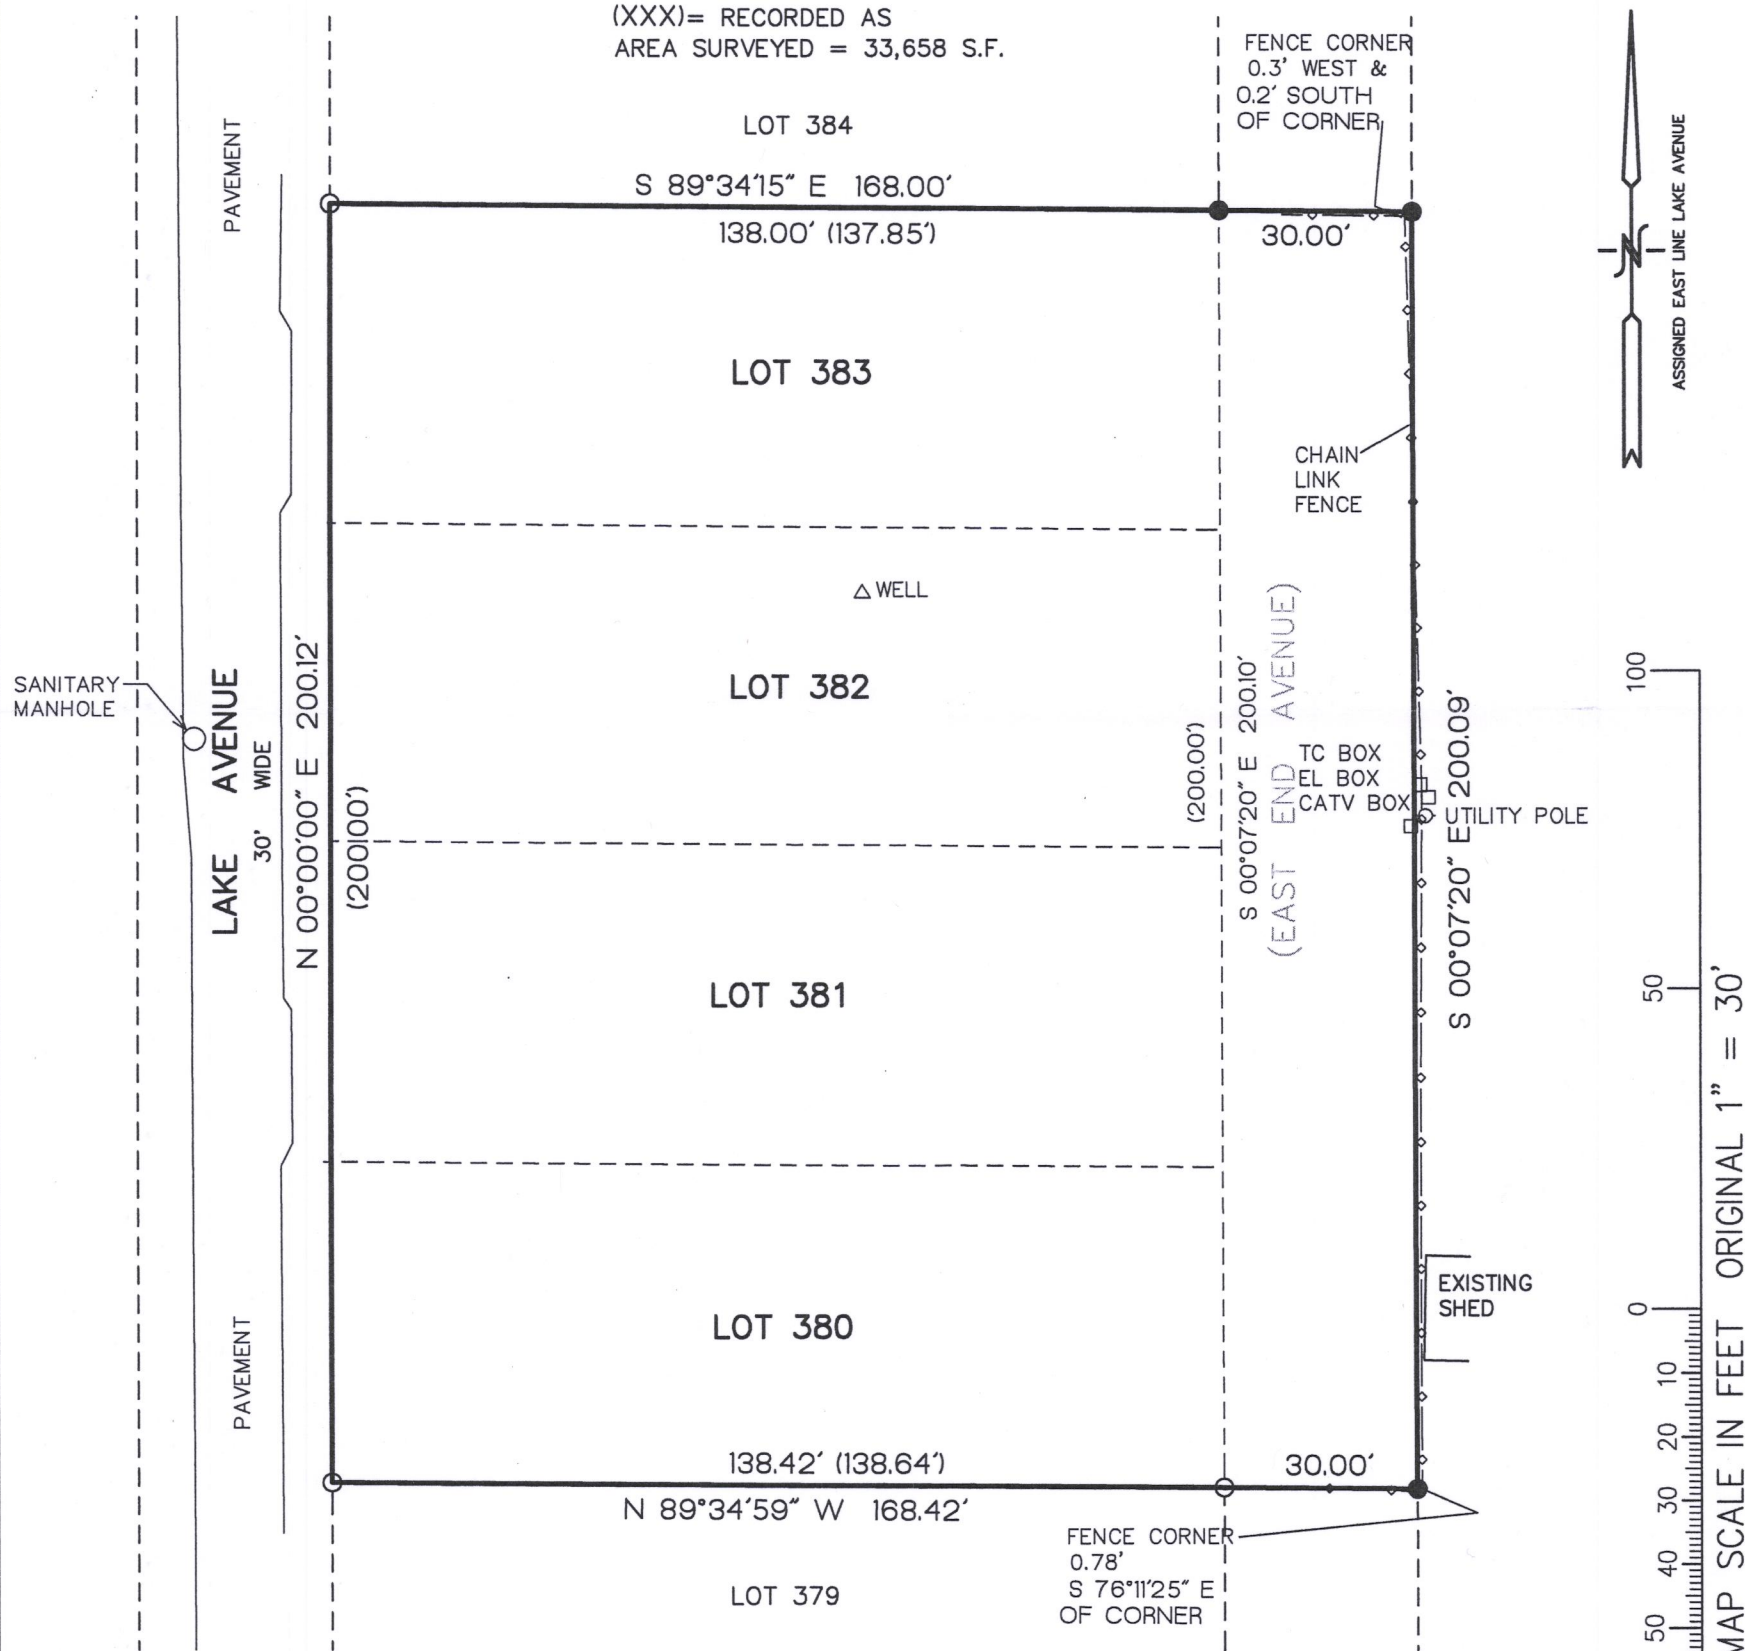 (XXX)= RECORDED AS
AREA SURVEYED = 33,658 S.F.
FENCE CORNER
0.3' WEST &
0.2' SOUTH
OF CORNER
LOT 384
PAVEMENT
S 89°34'15" E 168.00'
138.00' (137.85')
30.00'
N
ASSIGNED EAST LINE LAKE AVENUE
LOT 383
CHAIN
LINK
FENCE
WELL
SANITARY
MANHOLE
LAKE AVENUE
30' WIDE
N 00°00'00" E 200.12'
(200.00')
LOT 382
(200.00')
S 00°07'20" E 200.10'
(EAST END AVENUE)
TC BOX
EL BOX
CATV BOX
UTILITY POLE
S 00°07'20" E 200.09'
LOT 381
EXISTING
SHED
LOT 380
PAVEMENT
138.42' (138.64')
30.00'
N 89°34'59" W 168.42'
FENCE CORNER
0.78'
S 76°11'25" E
OF CORNER
LOT 379
100
50
0
10
20
30
40
50
MAP SCALE IN FEET ORIGINAL 1" = 30'